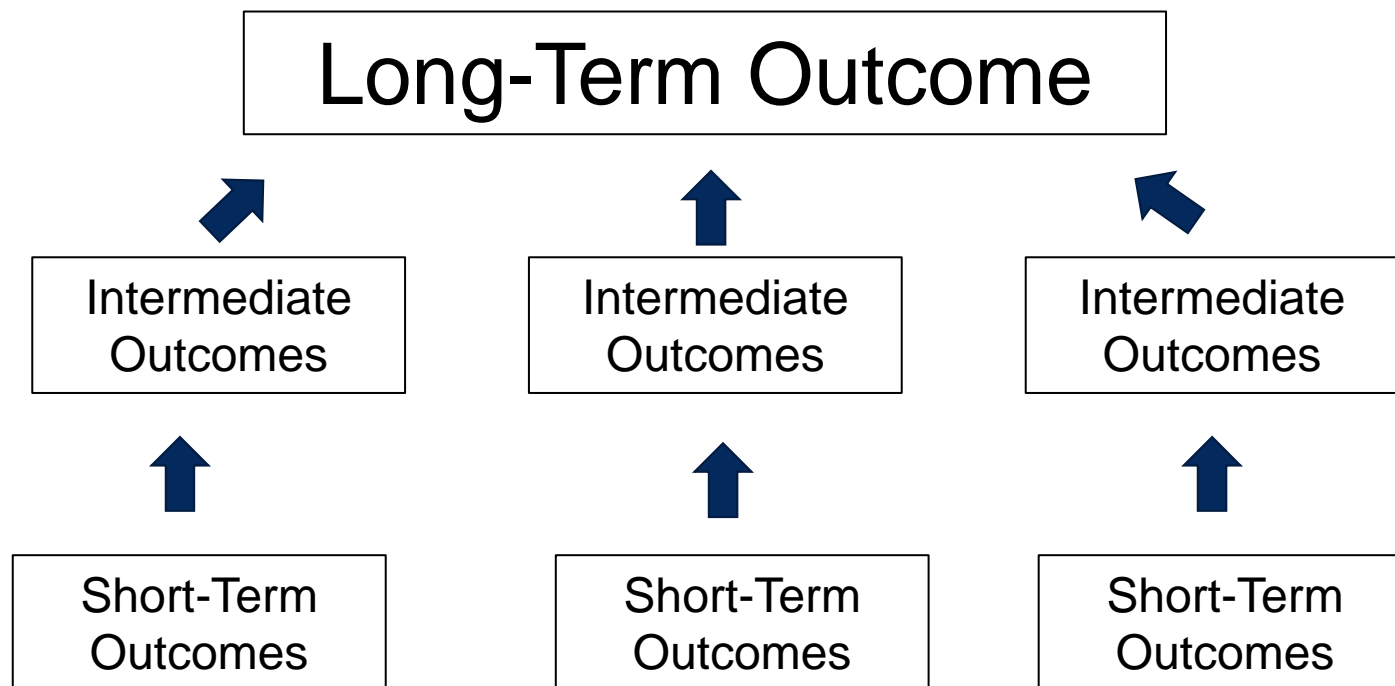 Long-Term Outcome
Intermediate
Outcomes
Intermediate
Outcomes
Intermediate
Outcomes
Short-Term
Outcomes
Short-Term
Outcomes
Short-Term
Outcomes